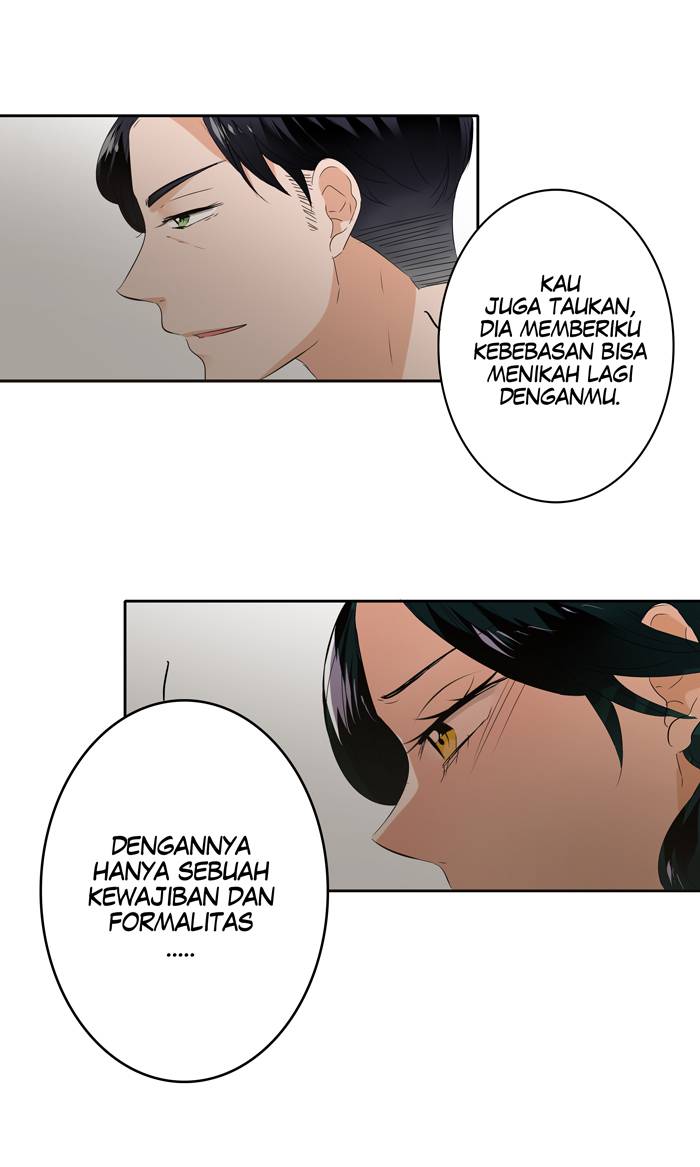 KAU
JUGA TAUKAN,
DIA MEMBERIKU
KEBEBASAN BISA
MENIKAH LAGI
DENGANMU.
DENGANNYA
HANYA SEBUAH
KEWAJIBAN DAN
FORMALITAS
.....